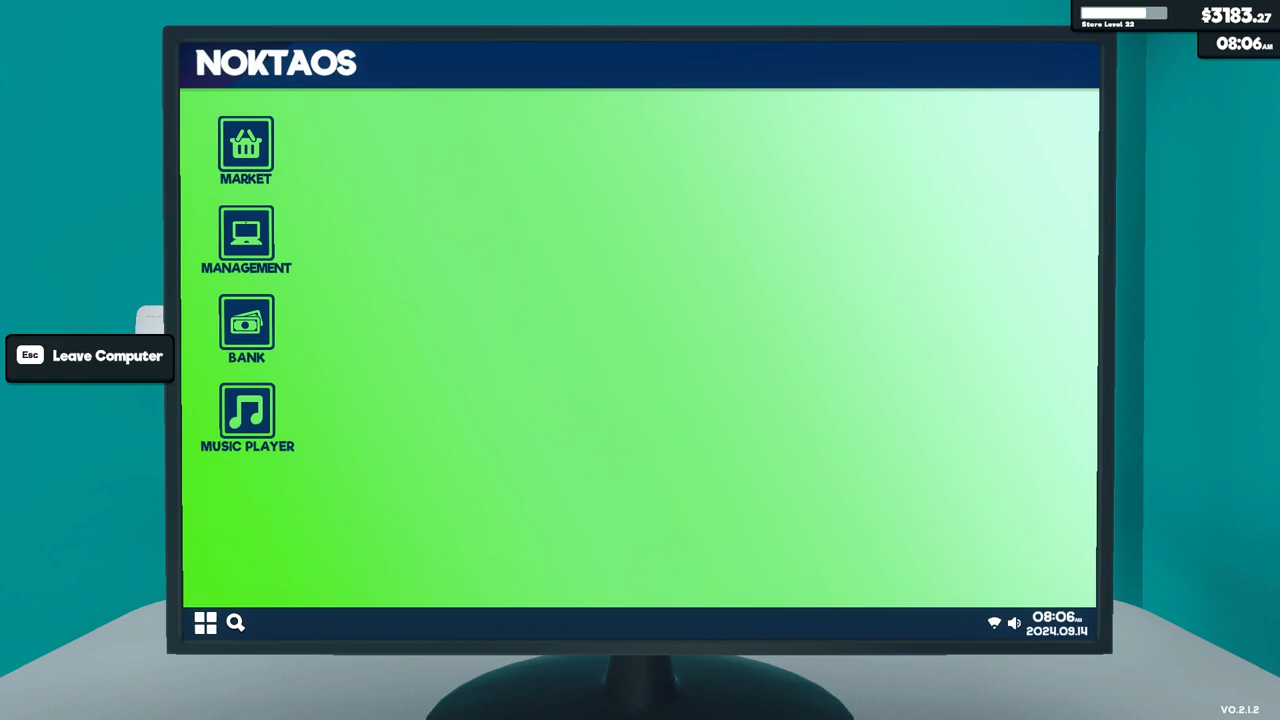 $3183.27
Store Level 22
08:06AM
NOKTAOS
MARKET
MANAGEMENT
Esc Leave Computer
BANK
MUSIC PLAYER
08:06AM
2024.09.14
V0.2.1.2